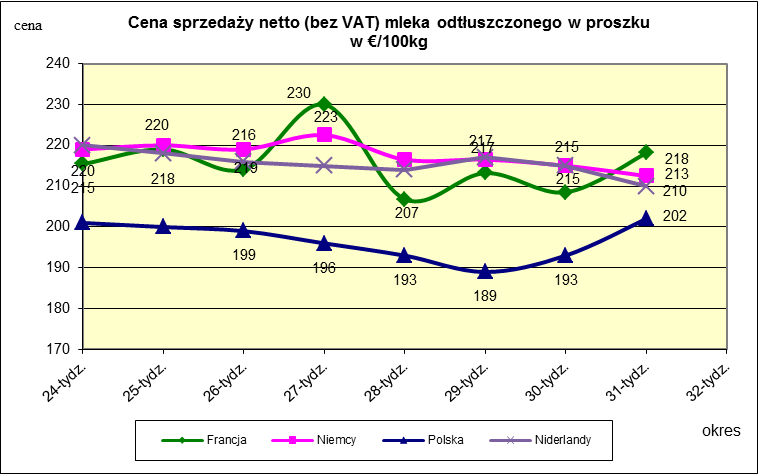 cena
Cena sprzedaży netto (bez VAT) mleka odtłuszczonego w proszku
w €/100kg
240
230
220
210
200
190
180
170
230
223
220
216
217
217
215
220
215
218
219
207
215
218
213
210
202
199
196
193
189
193
24-tydz.
25-tydz.
26-tydz.
27-tydz.
28-tydz.
29-tydz.
30-tydz.
31-tydz.
32-tydz.
okres
Francja Niemcy Polska Niderlandy